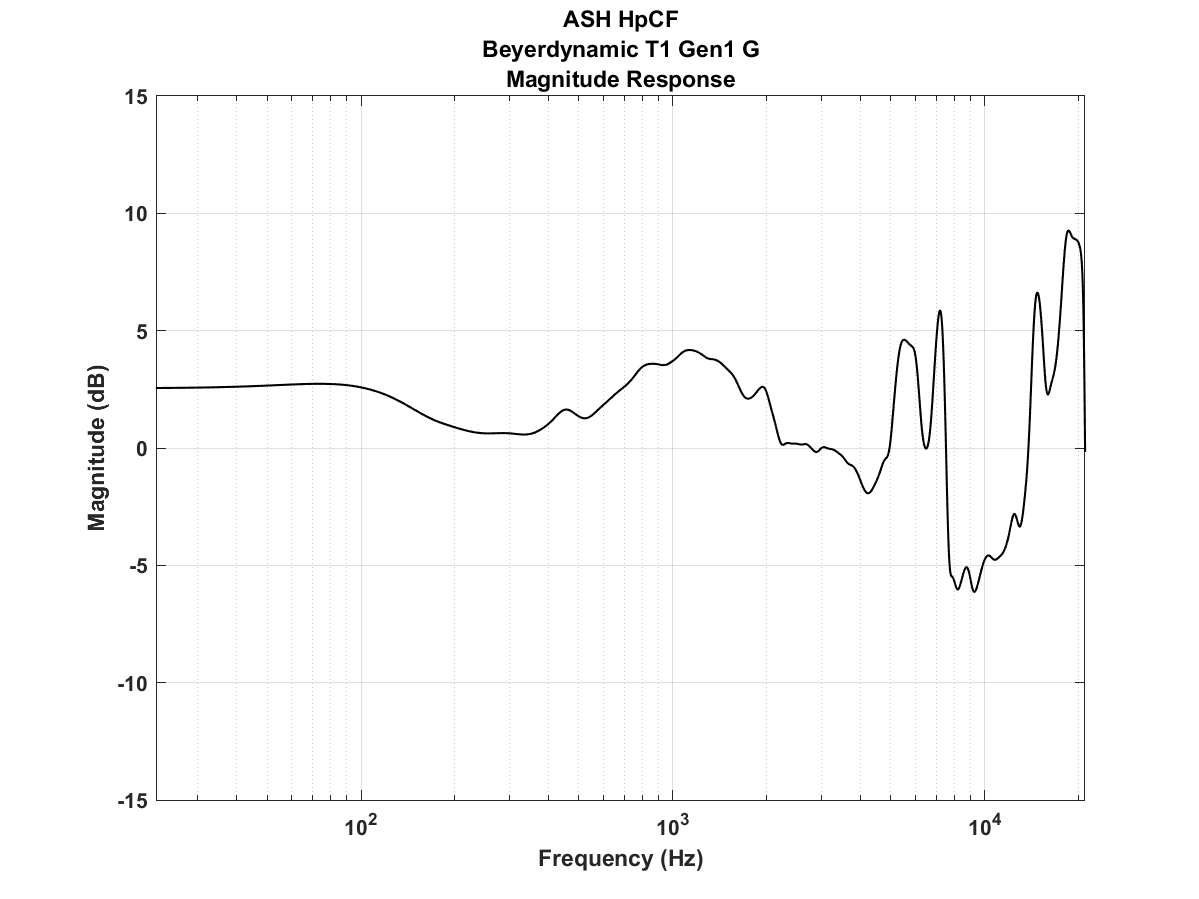 ASH HpCF
Beyerdynamic T1 Gen1 G
Magnitude Response
15
10
5
0
-5
-10
-15
Magnitude (dB)
10²
10³
10⁴
Frequency (Hz)